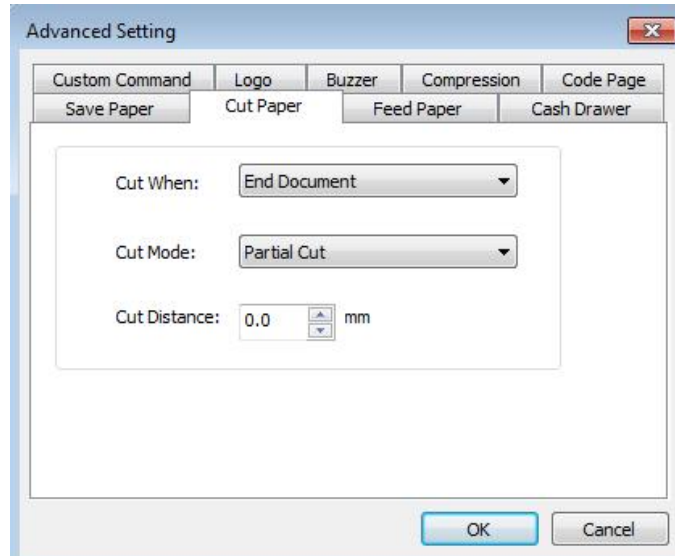 Advanced Setting
Custom Command Logo Buzzer Compression Code Page
Save Paper Cut Paper Feed Paper Cash Drawer
Cut When: End Document
Cut Mode: Partial Cut
Cut Distance: 0.0 mm
OK Cancel